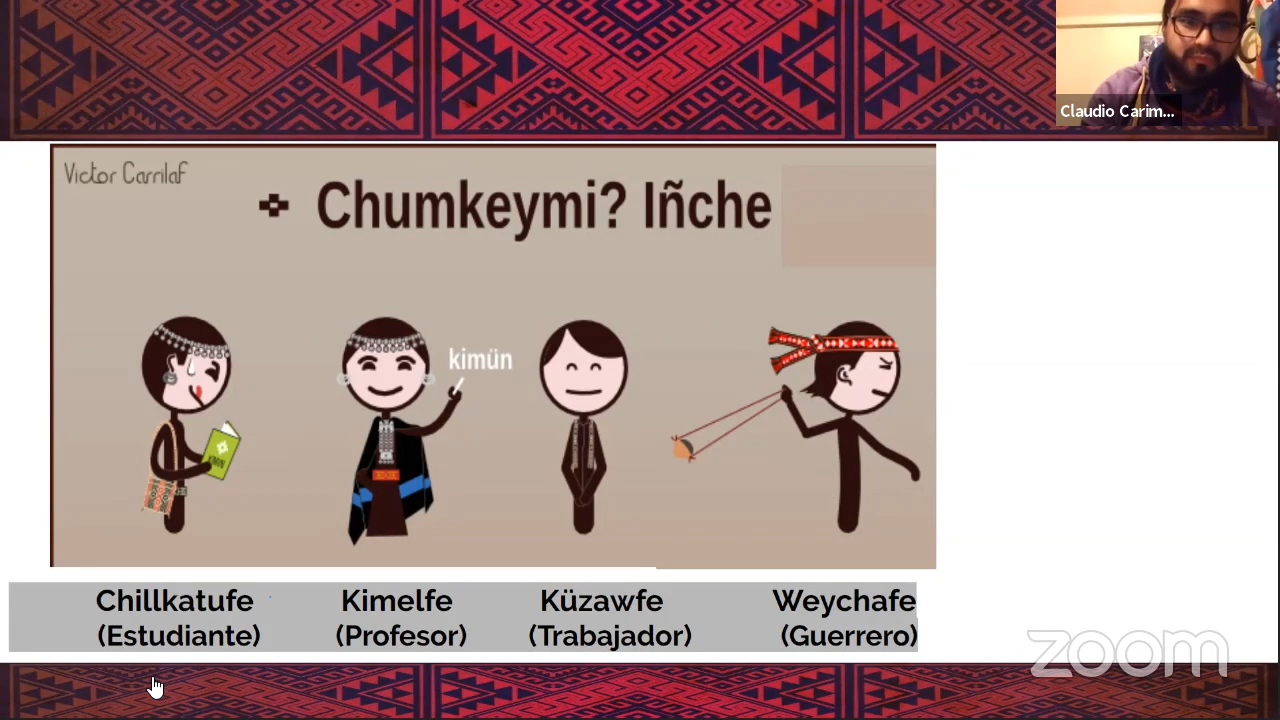 Claudio Carim...
Victor Carrilaf
Chumkeymi? Iñche
kimün
Chillkatufe Kimelfe Küzawfe Weychafe
(Estudiante) (Profesor) (Trabajador) (Guerrero)
zoom